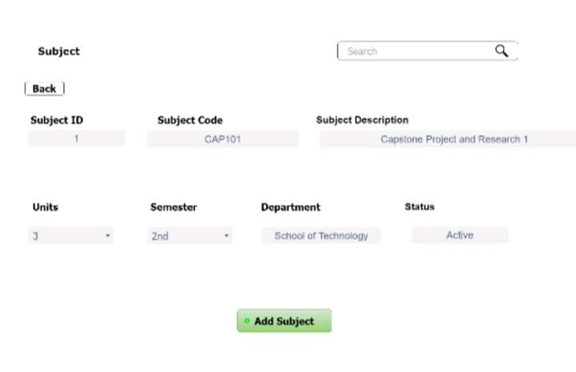 Subject
Search
Back
Subject ID Subject Code Subject Description
1 CAP101 Capstone Project and Research 1
Units Semester Department Status
3 2nd School of Technology Active
Add Subject